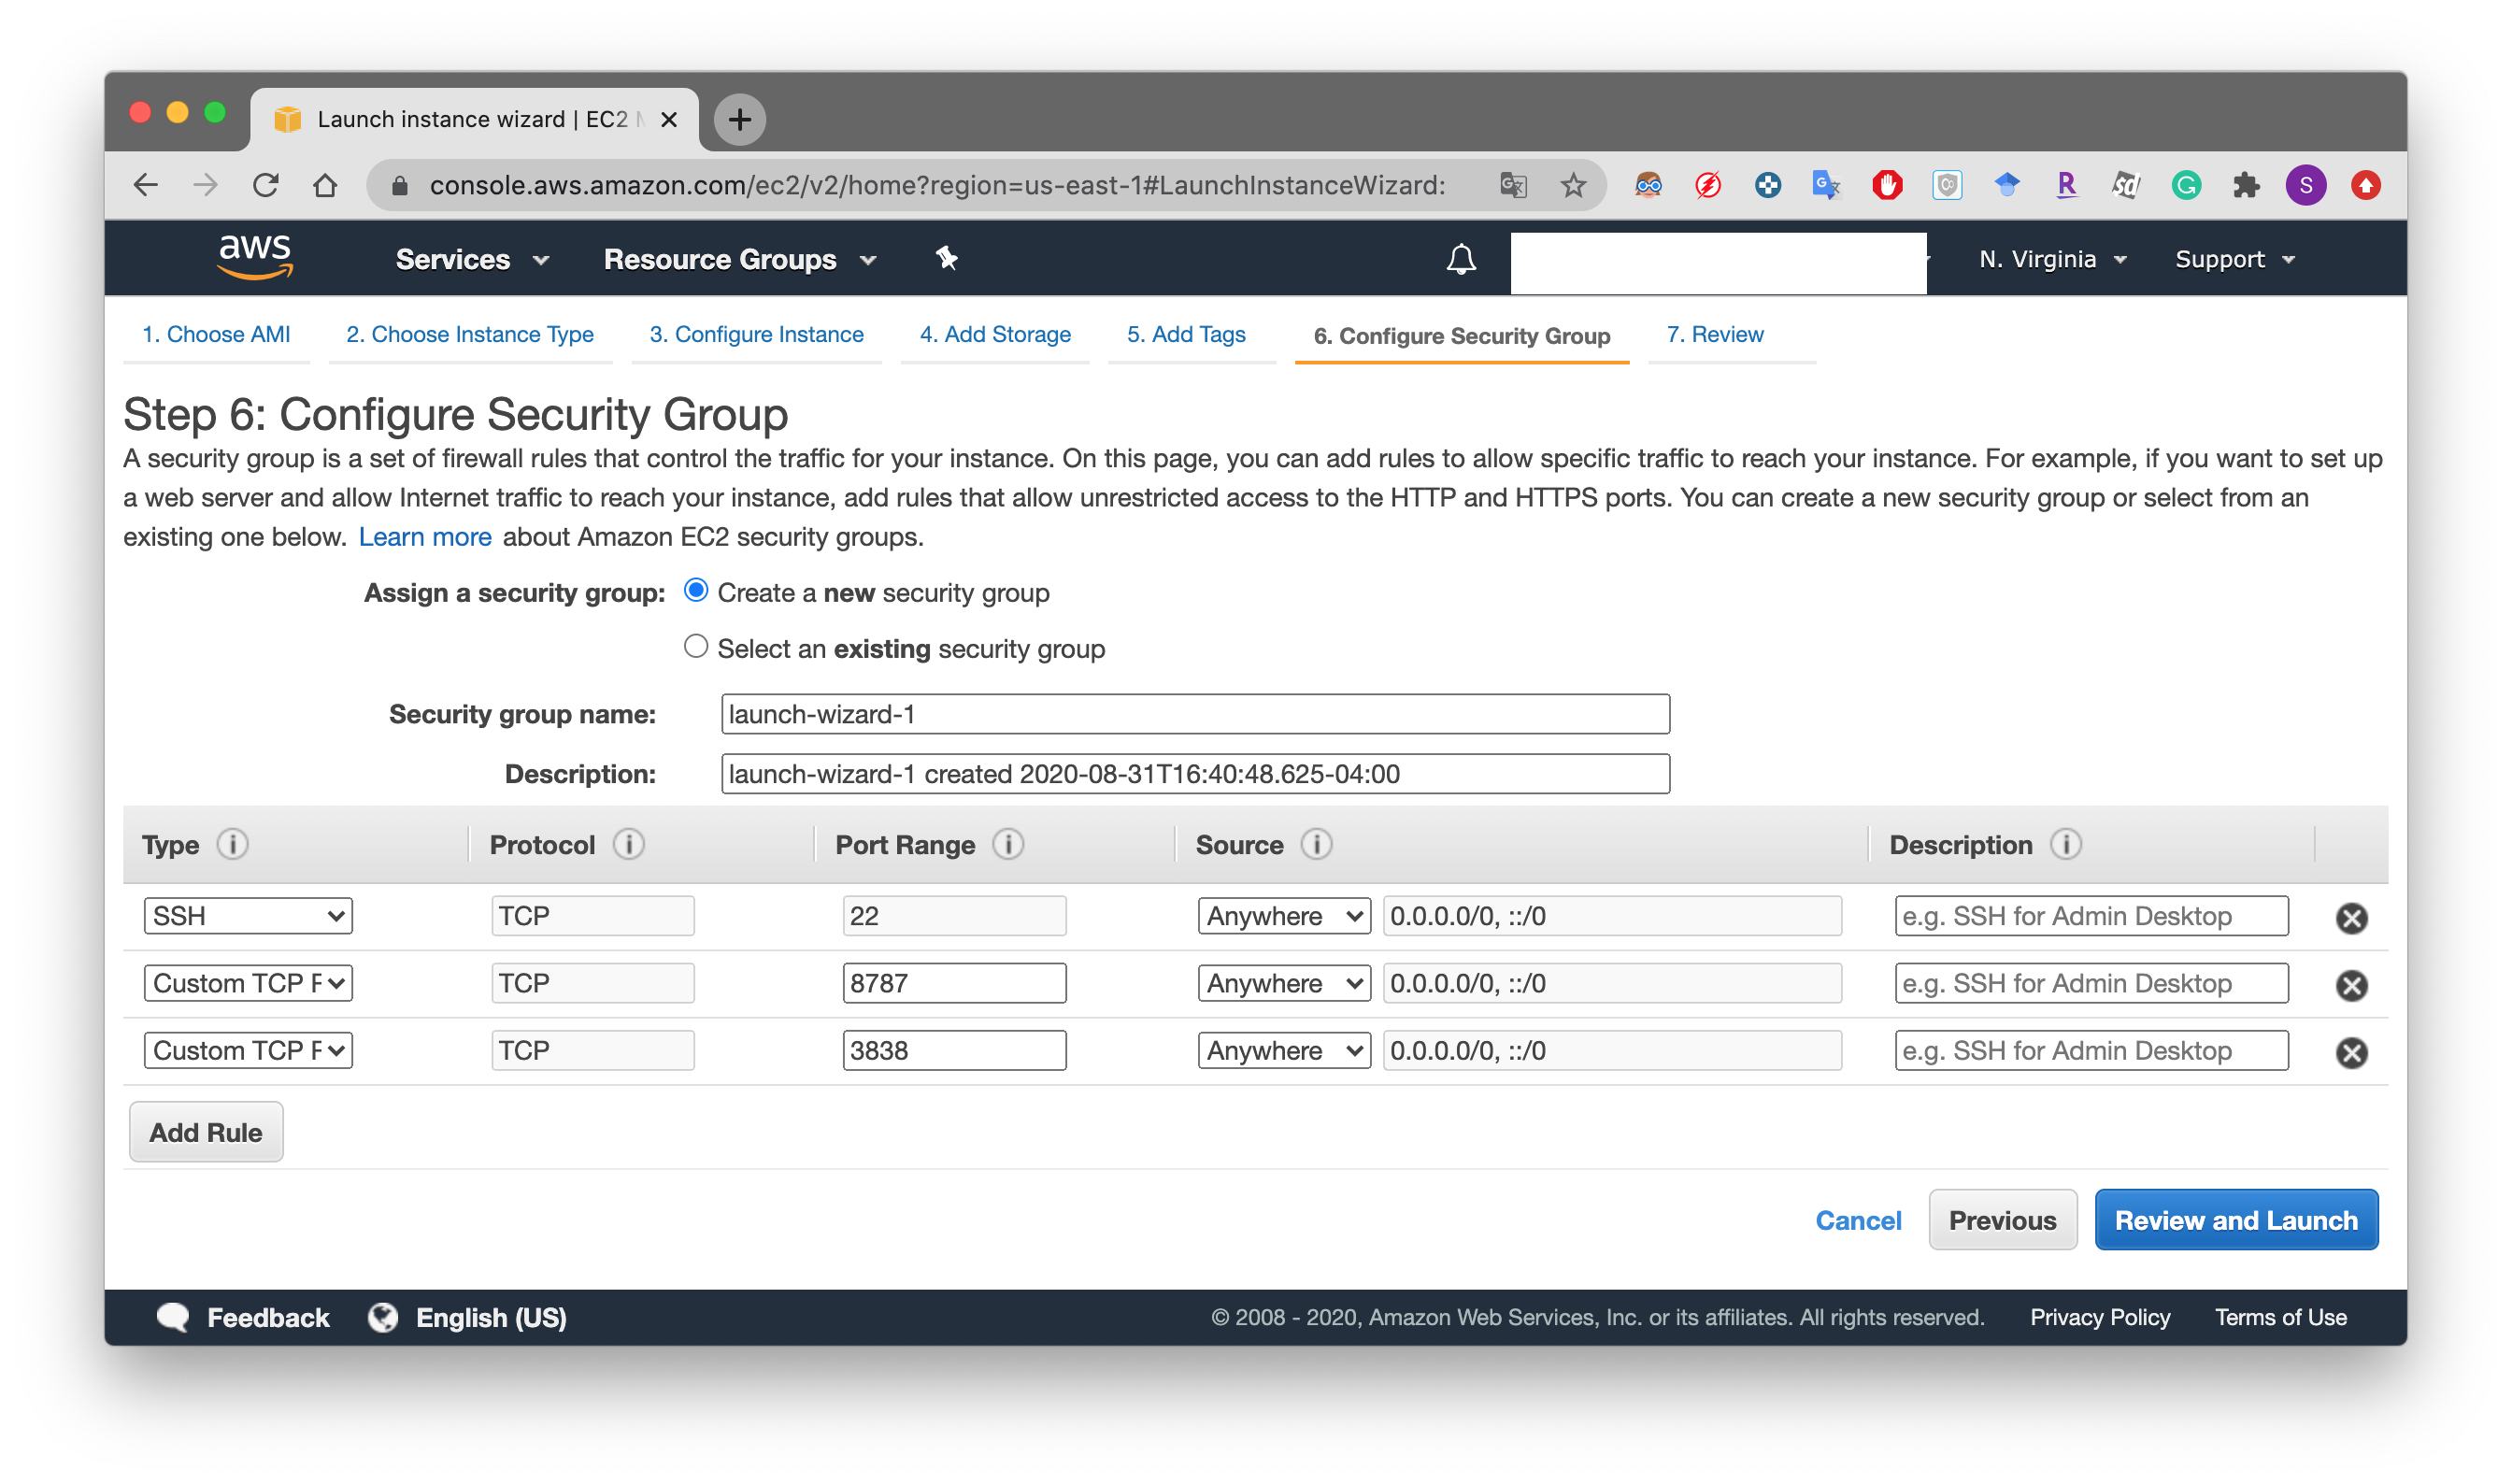 Launch instance wizard | EC2
console.aws.amazon.com/ec2/v2/home?region=us-east-1#LaunchInstanceWizard:
aws Services Resource Groups N. Virginia Support
1. Choose AMI 2. Choose Instance Type 3. Configure Instance 4. Add Storage 5. Add Tags 6. Configure Security Group 7. Review
Step 6: Configure Security Group
A security group is a set of firewall rules that control the traffic for your instance. On this page, you can add rules to allow specific traffic to reach your instance. For example, if you want to set up
a web server and allow Internet traffic to reach your instance, add rules that allow unrestricted access to the HTTP and HTTPS ports. You can create a new security group or select from an
existing one below. Learn more about Amazon EC2 security groups.
Assign a security group: Create a new security group
Select an existing security group
Security group name: launch-wizard-1
Description: launch-wizard-1 created 2020-08-31T16:40:48.625-04:00
Type Protocol Port Range Source Description
SSH TCP 22 Anywhere 0.0.0.0/0, ::/0 e.g. SSH for Admin Desktop
Custom TCP TCP 8787 Anywhere 0.0.0.0/0, ::/0 e.g. SSH for Admin Desktop
Custom TCP TCP 3838 Anywhere 0.0.0.0/0, ::/0 e.g. SSH for Admin Desktop
Add Rule
Cancel Previous Review and Launch
Feedback English (US) © 2008 - 2020, Amazon Web Services, Inc. or its affiliates. All rights reserved. Privacy Policy Terms of Use